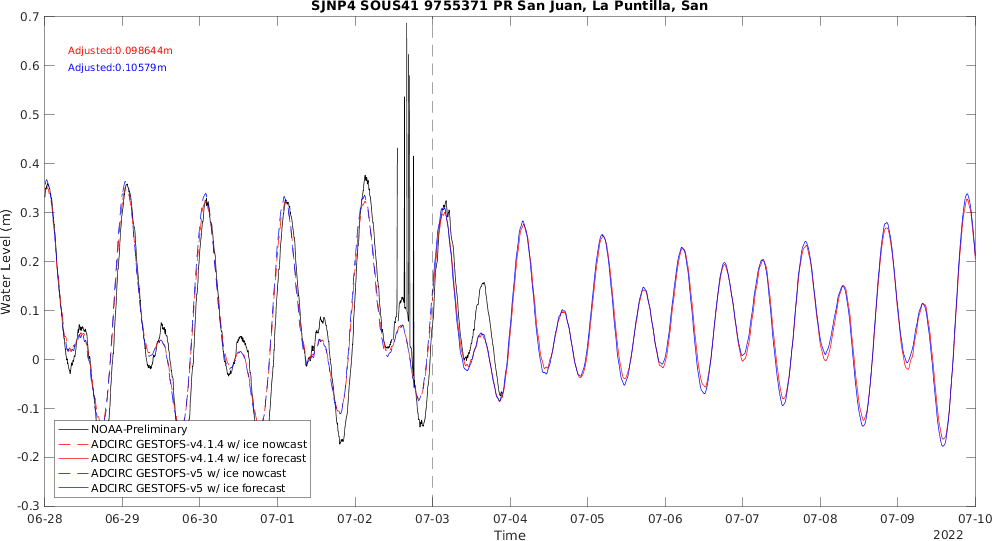 SJNP4 SOUS41 9755371 PR San Juan, La Puntilla, San
Adjusted:0.098644m
Adjusted:0.10579m
Water Level (m)
0.7
0.6
0.5
0.4
0.3
0.2
0.1
0
-0.1
-0.2
-0.3
NOAA-Preliminary
ADCIRC GESTOFS-v4.1.4 w/ ice nowcast
ADCIRC GESTOFS-v4.1.4 w/ ice forecast
ADCIRC GESTOFS-v5 w/ ice nowcast
ADCIRC GESTOFS-v5 w/ ice forecast
06-28 06-29 06-30 07-01 07-02 07-03 07-04 07-05 07-06 07-07 07-08 07-09 07-10
Time
2022